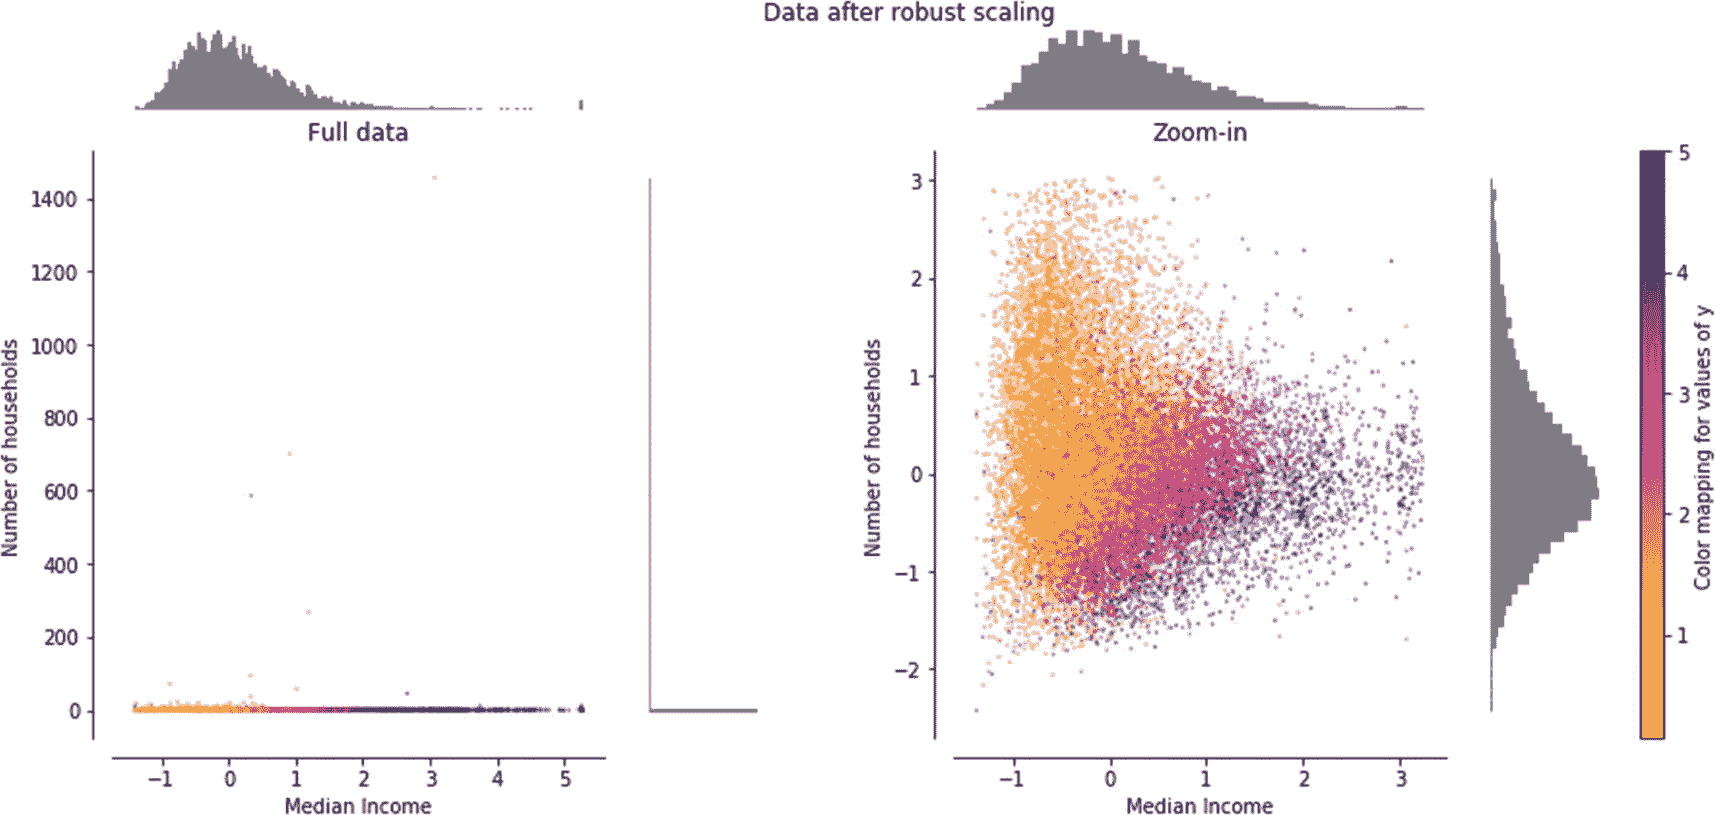 Data after robust scaling
Full data
1400
1200
1000
800
600
400
200
0
Number of households
−1 0 1 2 3 4 5
Median Income
Zoom-in
3
2
1
0
−1
−2
Number of households
−1 0 1 2 3
Median Income
5
4
3
2
1
Color mapping for values of y